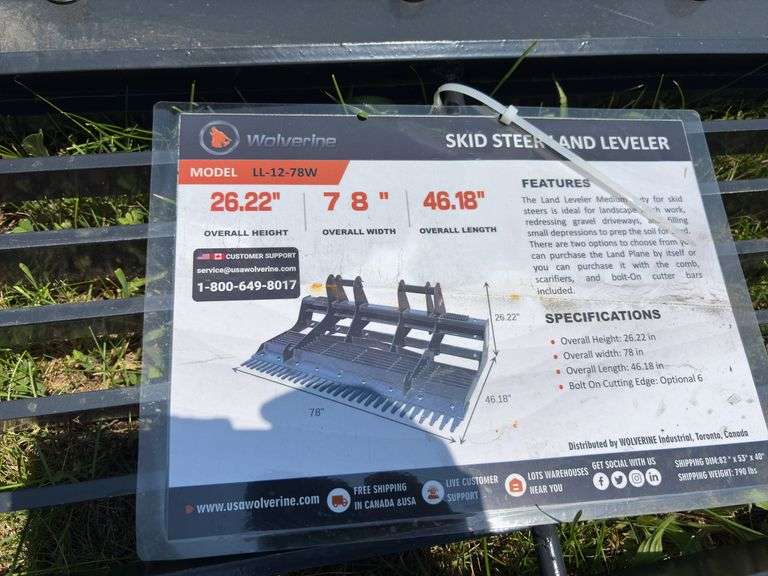 Wolverine
SKID STEER LAND LEVELER
MODEL LL-12-78W
26.22" 78" 46.18"
OVERALL HEIGHT OVERALL WIDTH OVERALL LENGTH
CUSTOMER SUPPORT
service@usawolverine.com
1-800-649-8017
FEATURES
The Land Leveler Medium Duty for skid
steers is ideal for landscape work,
redressing gravel driveways, filling
small depressions to prep the soil for
There are two options to choose from you
can purchase the Land Plane by itself or
you can purchase it with the comb,
scarifiers, and bolt-On cutter bars
included.
SPECIFICATIONS
• Overall Height: 26.22 in
• Overall width: 78 in
• Overall Length: 46.18 in
• Bolt On Cutting Edge: Optional 6
26.22"
46.18"
78"
Distributed by WOLVERINE Industrial, Toronto, Canada
www.usawolverine.com
FREE SHIPPING
IN CANADA &USA
LIVE CUSTOMER
SUPPORT
LOTS WAREHOUSES
NEAR YOU
GET SOCIAL WITH US
SHIPPING DIM:82" x 53" x 40"
SHIPPING WEIGHT: 790 lbs